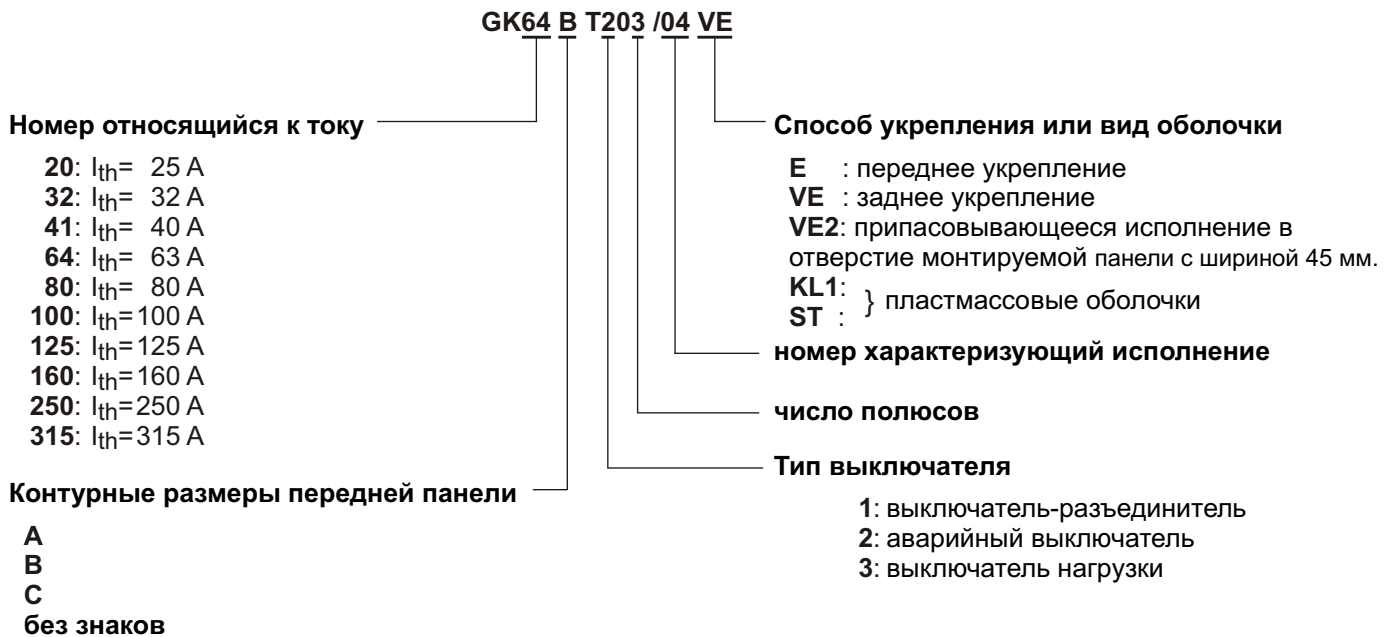 GK64 B T203 /04 VE
Номер относящийся к току
20: Ith= 25 A
32: Ith= 32 A
41: Ith= 40 A
64: Ith= 63 A
80: Ith= 80 A
100: Ith=100 A
125: Ith=125 A
160: Ith=160 A
250: Ith=250 A
315: Ith=315 A
Контурные размеры передней панели
A
B
C
без знаков
Способ укрепления или вид оболочки
E : переднее укрепление
VE : заднее укрепление
VE2: припасовывающееся исполнение в
отверстие монтируемой панели с шириной 45 мм.
KL1:
} пластмассовые оболочки
ST :
номер характеризующий исполнение
число полюсов
Тип выключателя
1: выключатель-разъединитель
2: аварийный выключатель
3: выключатель нагрузки